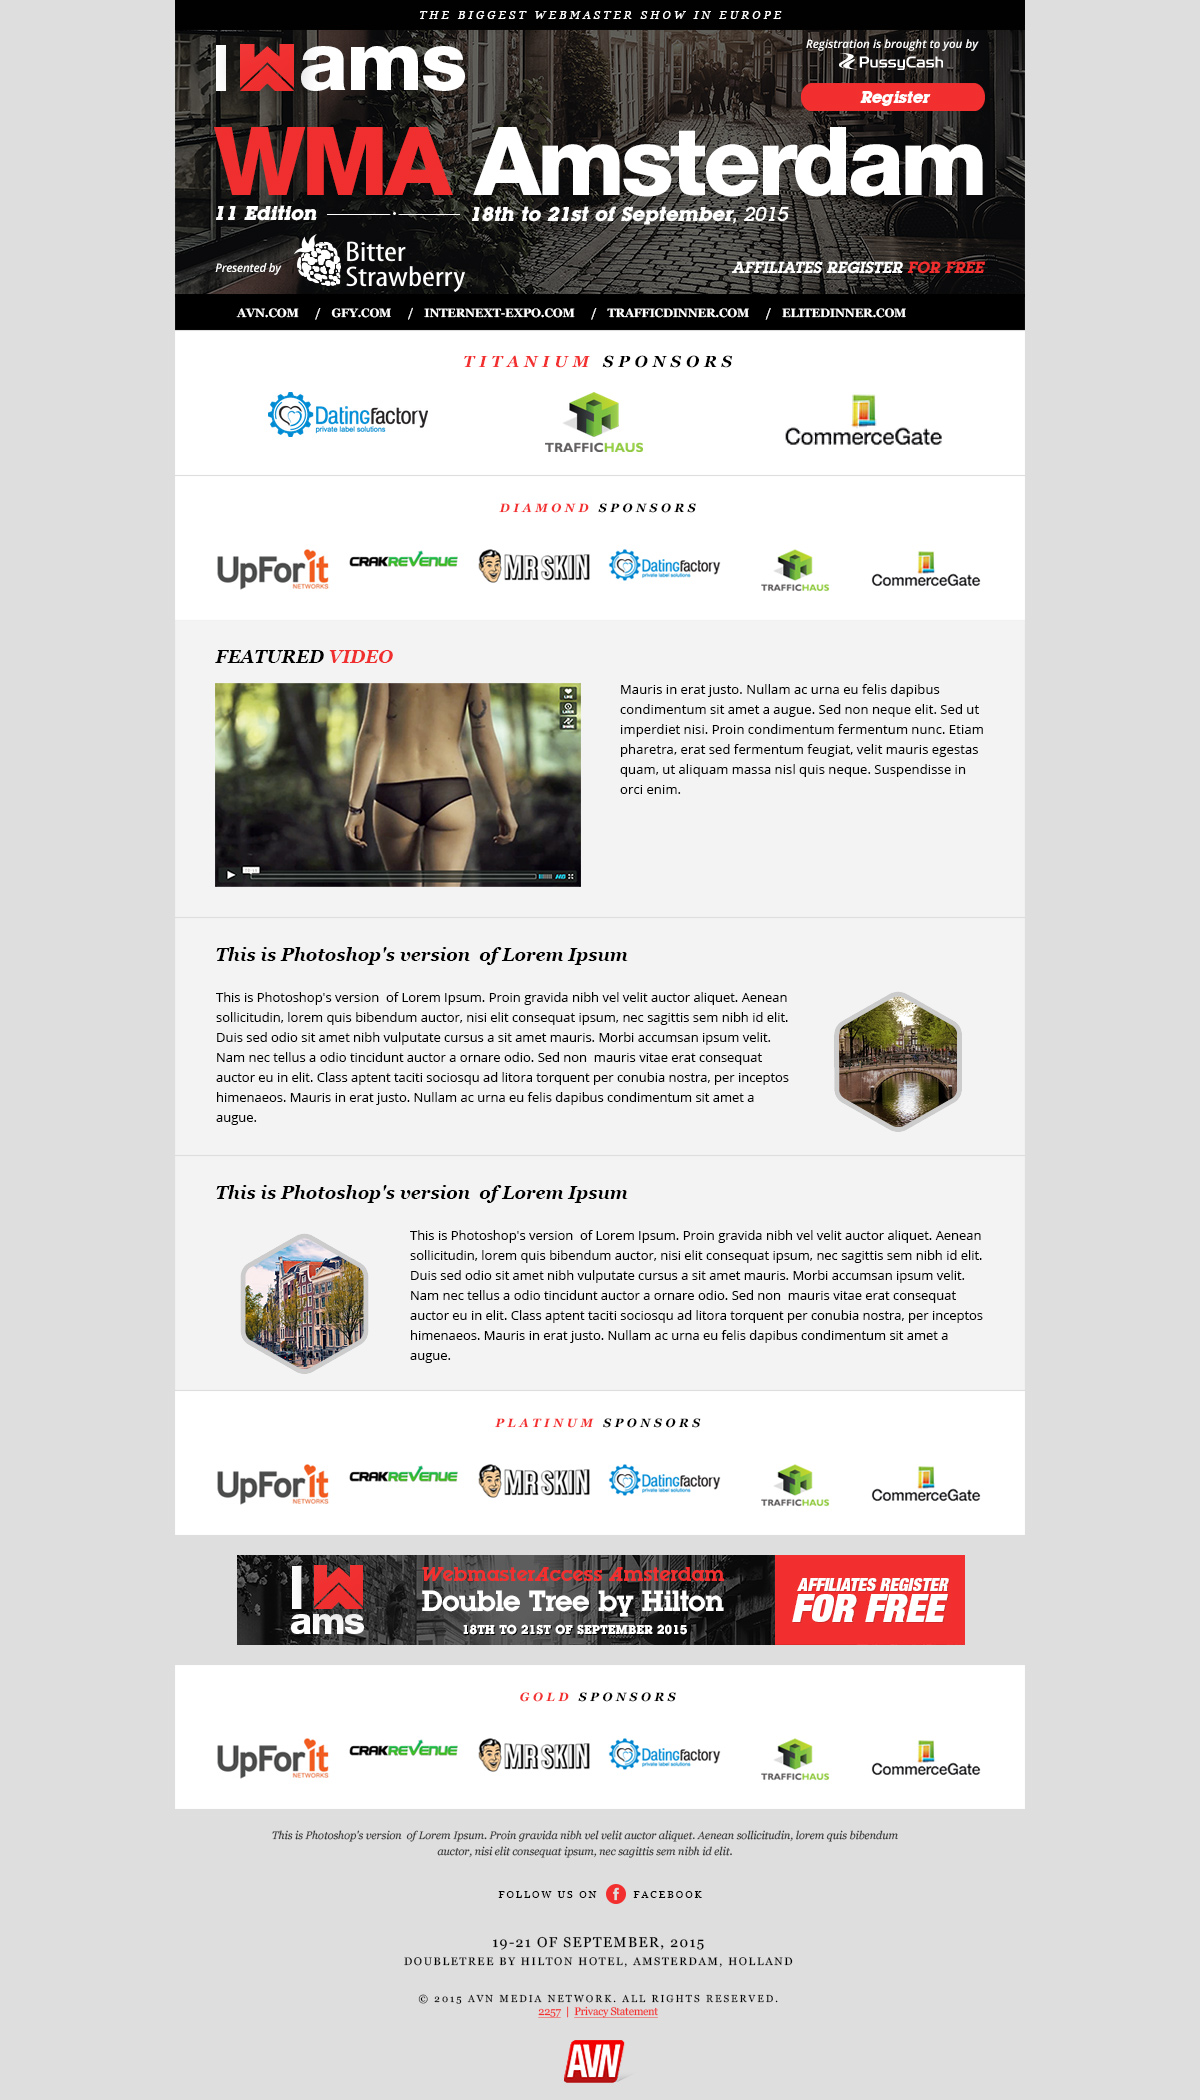 THE BIGGEST WEBMASTER SHOW IN EUROPE
I W ams
Registration is brought to you by
PussyCash
Register
WMA Amsterdam
11 Edition
18th to 21st of September, 2015
Presented by
Bitter
Strawberry
AFFILIATES REGISTER FOR FREE
AVN.COM / GFY.COM / INTERNEXT-EXPO.COM / TRAFFICDINNER.COM / ELITEDINNER.COM
TITANIUM SPONSORS
Datingfactory
private label solutions
TRAFFICHAUS
CommerceGate
DIAMOND SPONSORS
UpForit
NETWORKS
CRAKREVENUE
MR SKIN
Datingfactory
private label solutions
TRAFFICHAUS
CommerceGate
FEATURED VIDEO
LIKE
LATER
SHARE
HD
Mauris in erat justo. Nullam ac urna eu felis dapibus
condimentum sit amet a augue. Sed non neque elit. Sed ut
imperdiet nisi. Proin condimentum fermentum nunc. Etiam
pharetra, erat sed fermentum feugiat, velit mauris egestas
quam, ut aliquam massa nisl quis neque. Suspendisse in
orci enim.
This is Photoshop's version of Lorem Ipsum
This is Photoshop's version of Lorem Ipsum. Proin gravida nibh vel velit auctor aliquet. Aenean
sollicitudin, lorem quis bibendum auctor, nisi elit consequat ipsum, nec sagittis sem nibh id elit.
Duis sed odio sit amet nibh vulputate cursus a sit amet mauris. Morbi accumsan ipsum velit.
Nam nec tellus a odio tincidunt auctor a ornare odio. Sed non mauris vitae erat consequat
auctor eu in elit. Class aptent taciti sociosqu ad litora torquent per conubia nostra, per inceptos
himenaeos. Mauris in erat justo. Nullam ac urna eu felis dapibus condimentum sit amet a
augue.
This is Photoshop's version of Lorem Ipsum
This is Photoshop's version of Lorem Ipsum. Proin gravida nibh vel velit auctor aliquet. Aenean
sollicitudin, lorem quis bibendum auctor, nisi elit consequat ipsum, nec sagittis sem nibh id elit.
Duis sed odio sit amet nibh vulputate cursus a sit amet mauris. Morbi accumsan ipsum velit.
Nam nec tellus a odio tincidunt auctor a ornare odio. Sed non mauris vitae erat consequat
auctor eu in elit. Class aptent taciti sociosqu ad litora torquent per conubia nostra, per inceptos
himenaeos. Mauris in erat justo. Nullam ac urna eu felis dapibus condimentum sit amet a
augue.
PLATINUM SPONSORS
UpForit
NETWORKS
CRAKREVENUE
MR SKIN
Datingfactory
private label solutions
TRAFFICHAUS
CommerceGate
I W
ams
WebmasterAccess Amsterdam
Double Tree by Hilton
18TH TO 21ST OF SEPTEMBER 2015
AFFILIATES REGISTER
FOR FREE
GOLD SPONSORS
UpForit
NETWORKS
CRAKREVENUE
MR SKIN
Datingfactory
private label solutions
TRAFFICHAUS
CommerceGate
This is Photoshop's version of Lorem Ipsum. Proin gravida nibh vel velit auctor aliquet. Aenean sollicitudin, lorem quis bibendum
auctor, nisi elit consequat ipsum, nec sagittis sem nibh id elit.
FOLLOW US ON f FACEBOOK
19-21 OF SEPTEMBER, 2015
DOUBLETREE BY HILTON HOTEL, AMSTERDAM, HOLLAND
© 2015 AVN MEDIA NETWORK. ALL RIGHTS RESERVED.
2257 | Privacy Statement
AVN